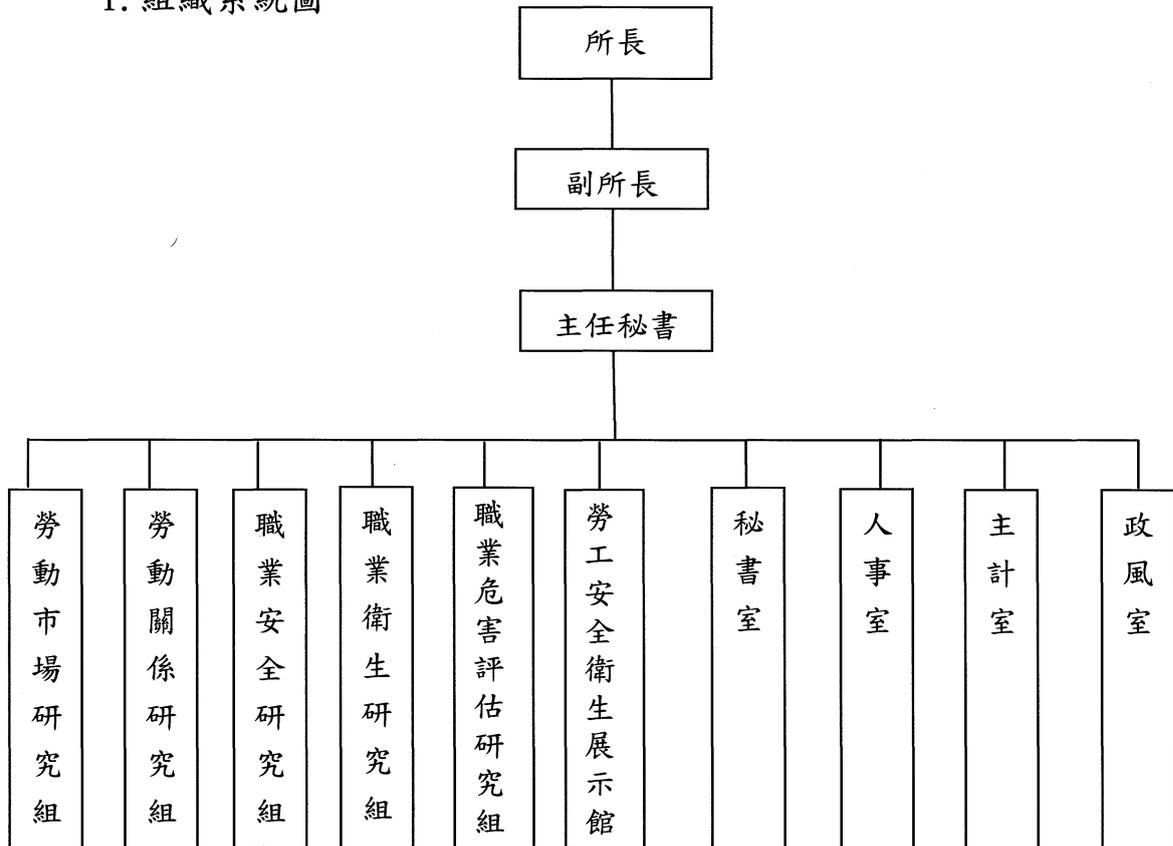 1. 組織系統圖
所長
副所長
主任秘書
勞動市場研究組
勞動關係研究組
職業安全研究組
職業衛生研究組
職業危害評估研究組
勞工安全衛生展示館
秘書室
人事室
主計室
政風室